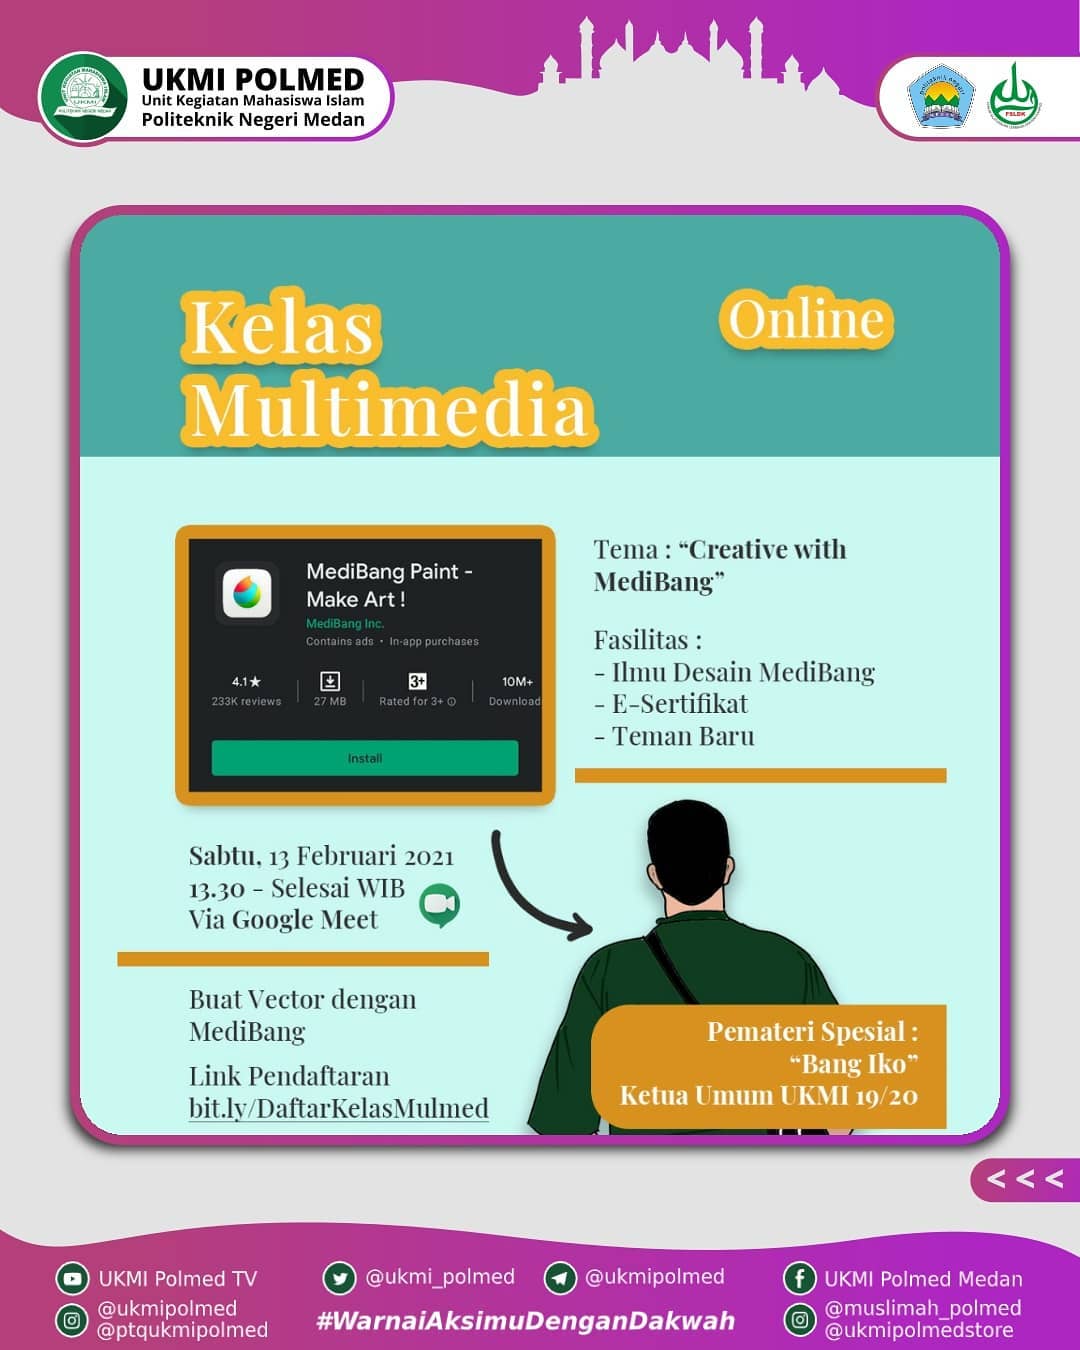 UKMI POLMED
Unit Kegiatan Mahasiswa Islam
Politeknik Negeri Medan
UKMI
FSLDK
Kelas
Multimedia
Online
MediBang Paint -
Make Art !
MediBang Inc.
Contains ads • In-app purchases
4.1★
233K reviews
27 MB
3+
Rated for 3+
10M+
Download
Install
Tema : “Creative with
MediBang”
Fasilitas :
- Ilmu Desain MediBang
- E-Sertifikat
- Teman Baru
Sabtu, 13 Februari 2021
13.30 - Selesai WIB
Via Google Meet
Buat Vector dengan
MediBang
Link Pendaftaran
bit.ly/DaftarKelasMulmed
Pemateri Spesial :
“Bang Iko”
Ketua Umum UKMI 19/20
< < <
UKMI Polmed TV
@ukmipolmed
@ptqukmipolmed
@ukmi_polmed
@ukmipolmed
#WarnaiAksimuDenganDakwah
UKMI Polmed Medan
@muslimah_polmed
@ukmipolmedstore